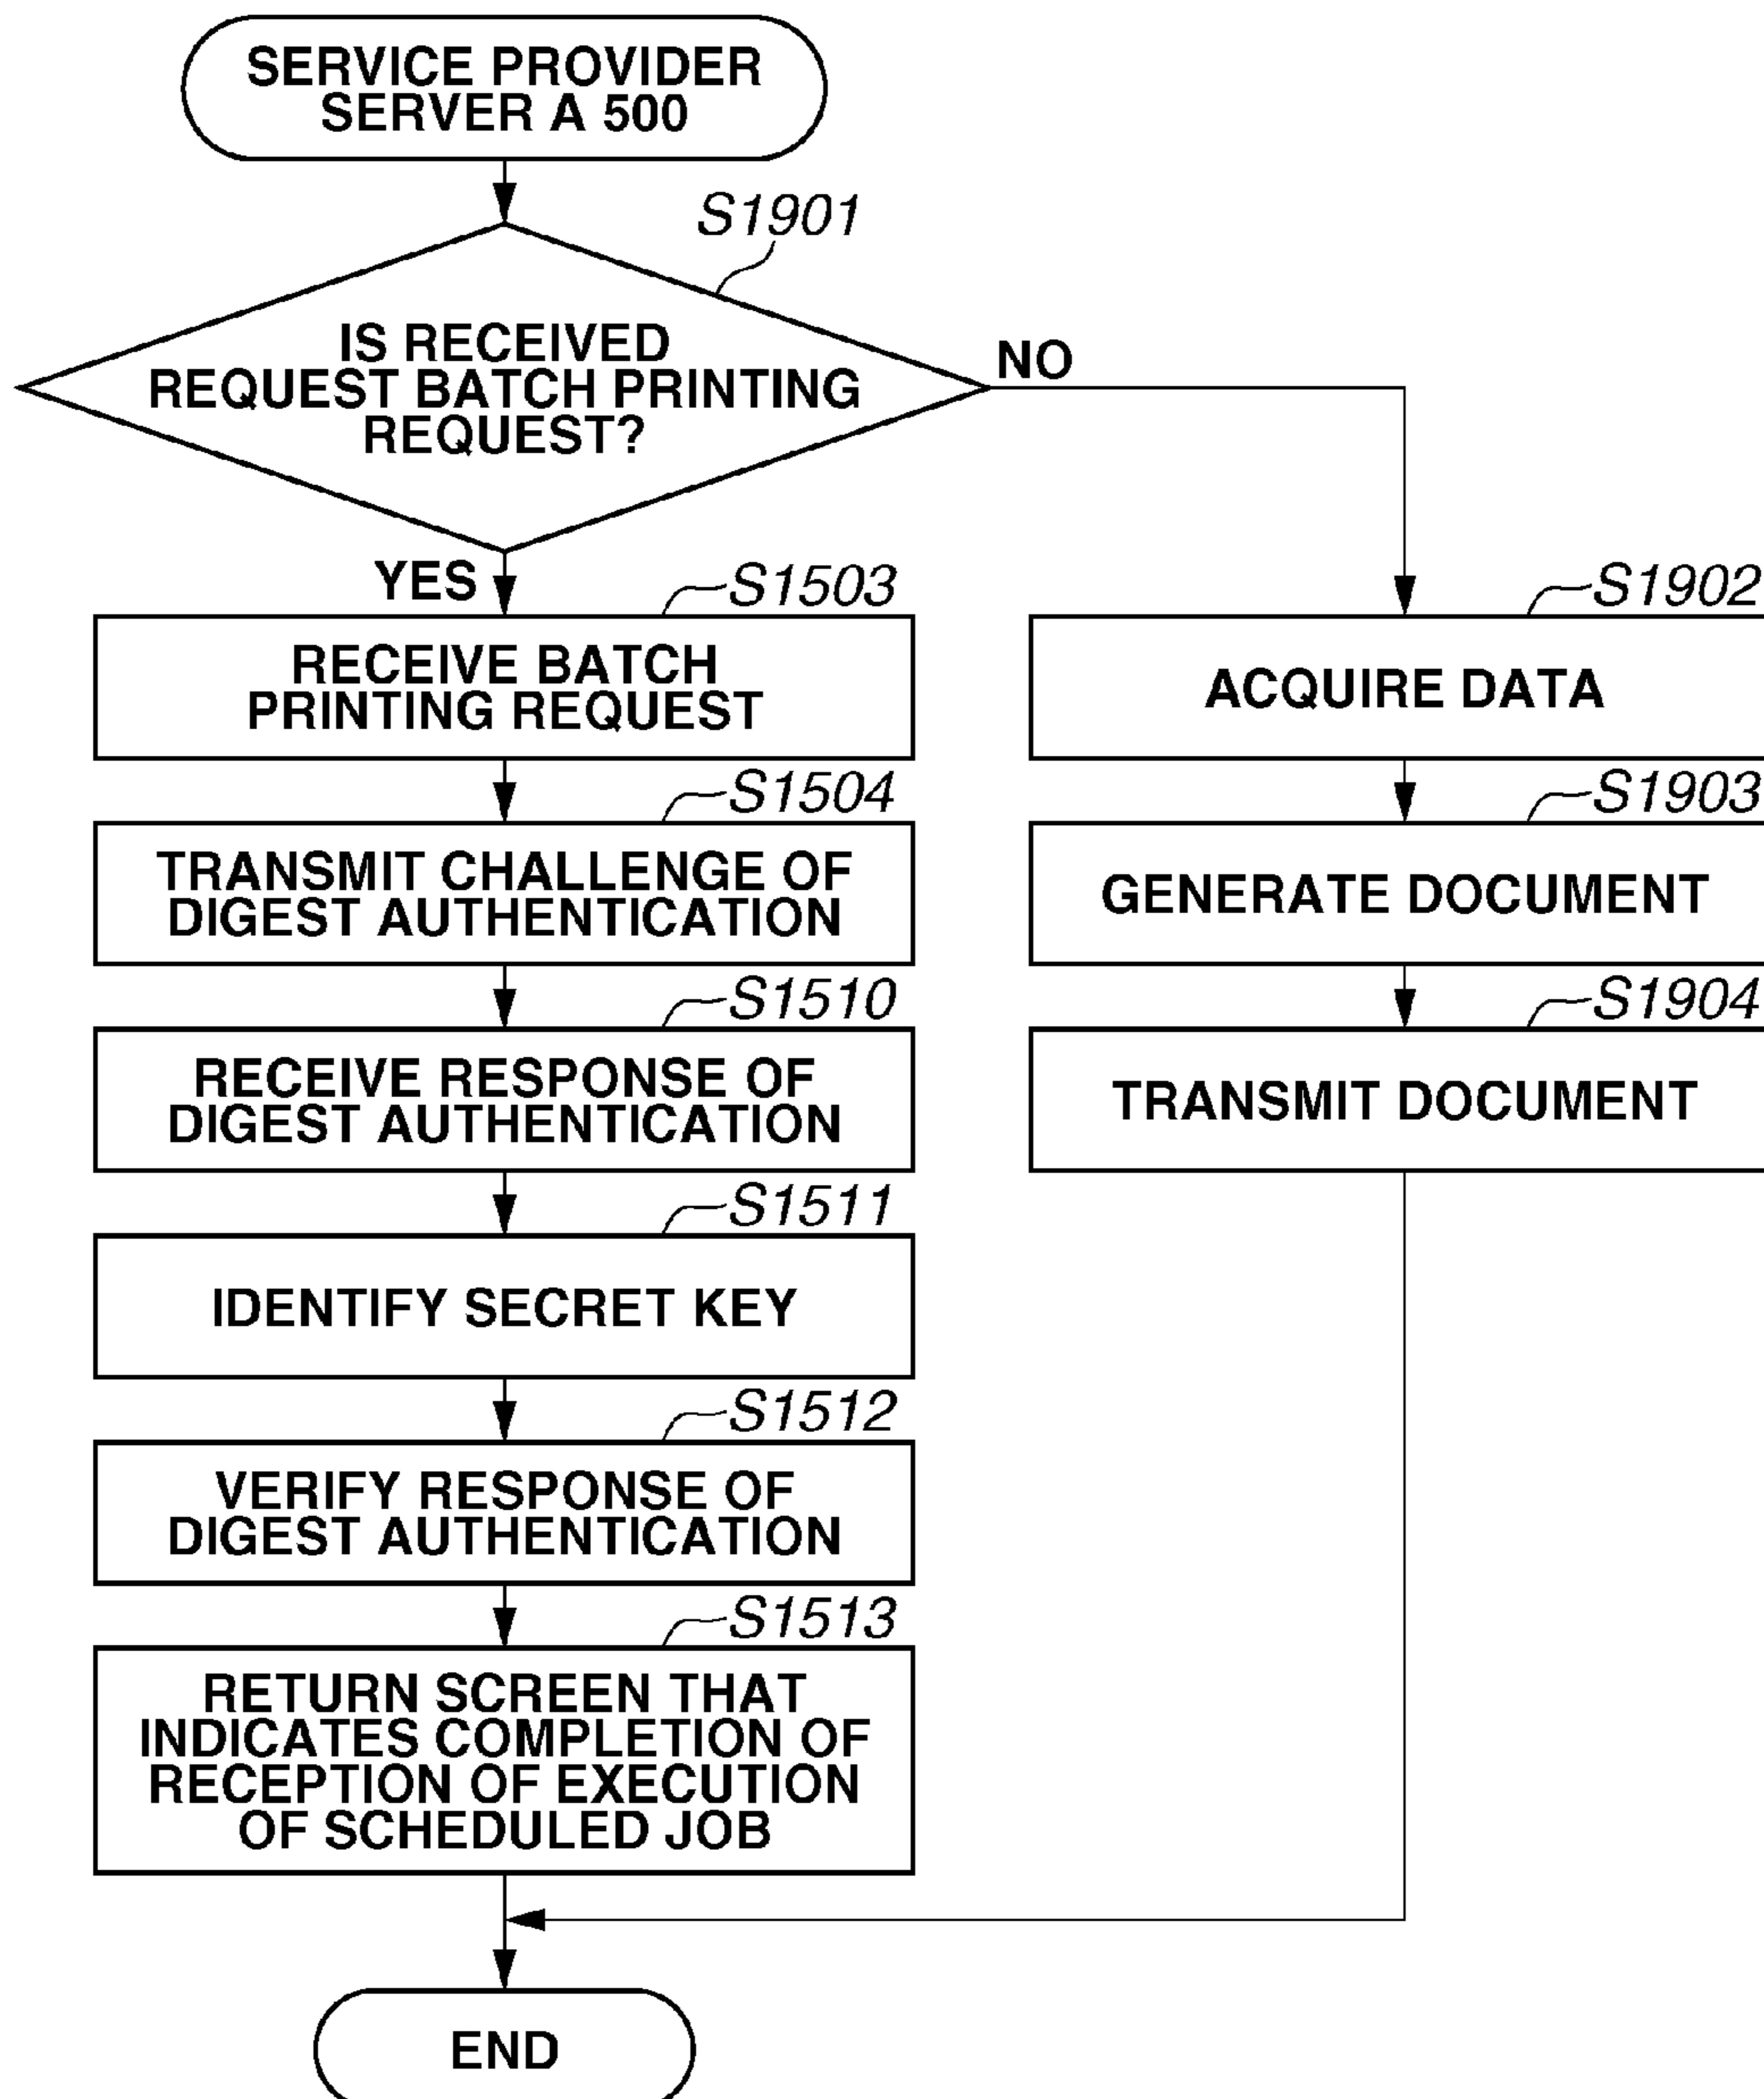 SERVICE PROVIDER
SERVER A 500
S1901
IS RECEIVED
REQUEST BATCH PRINTING
REQUEST?
NO
YES
S1503
RECEIVE BATCH
PRINTING REQUEST
S1504
TRANSMIT CHALLENGE OF
DIGEST AUTHENTICATION
S1510
RECEIVE RESPONSE OF
DIGEST AUTHENTICATION
S1511
IDENTIFY SECRET KEY
S1512
VERIFY RESPONSE OF
DIGEST AUTHENTICATION
S1513
RETURN SCREEN THAT
INDICATES COMPLETION OF
RECEPTION OF EXECUTION
OF SCHEDULED JOB
S1902
ACQUIRE DATA
S1903
GENERATE DOCUMENT
S1904
TRANSMIT DOCUMENT
END